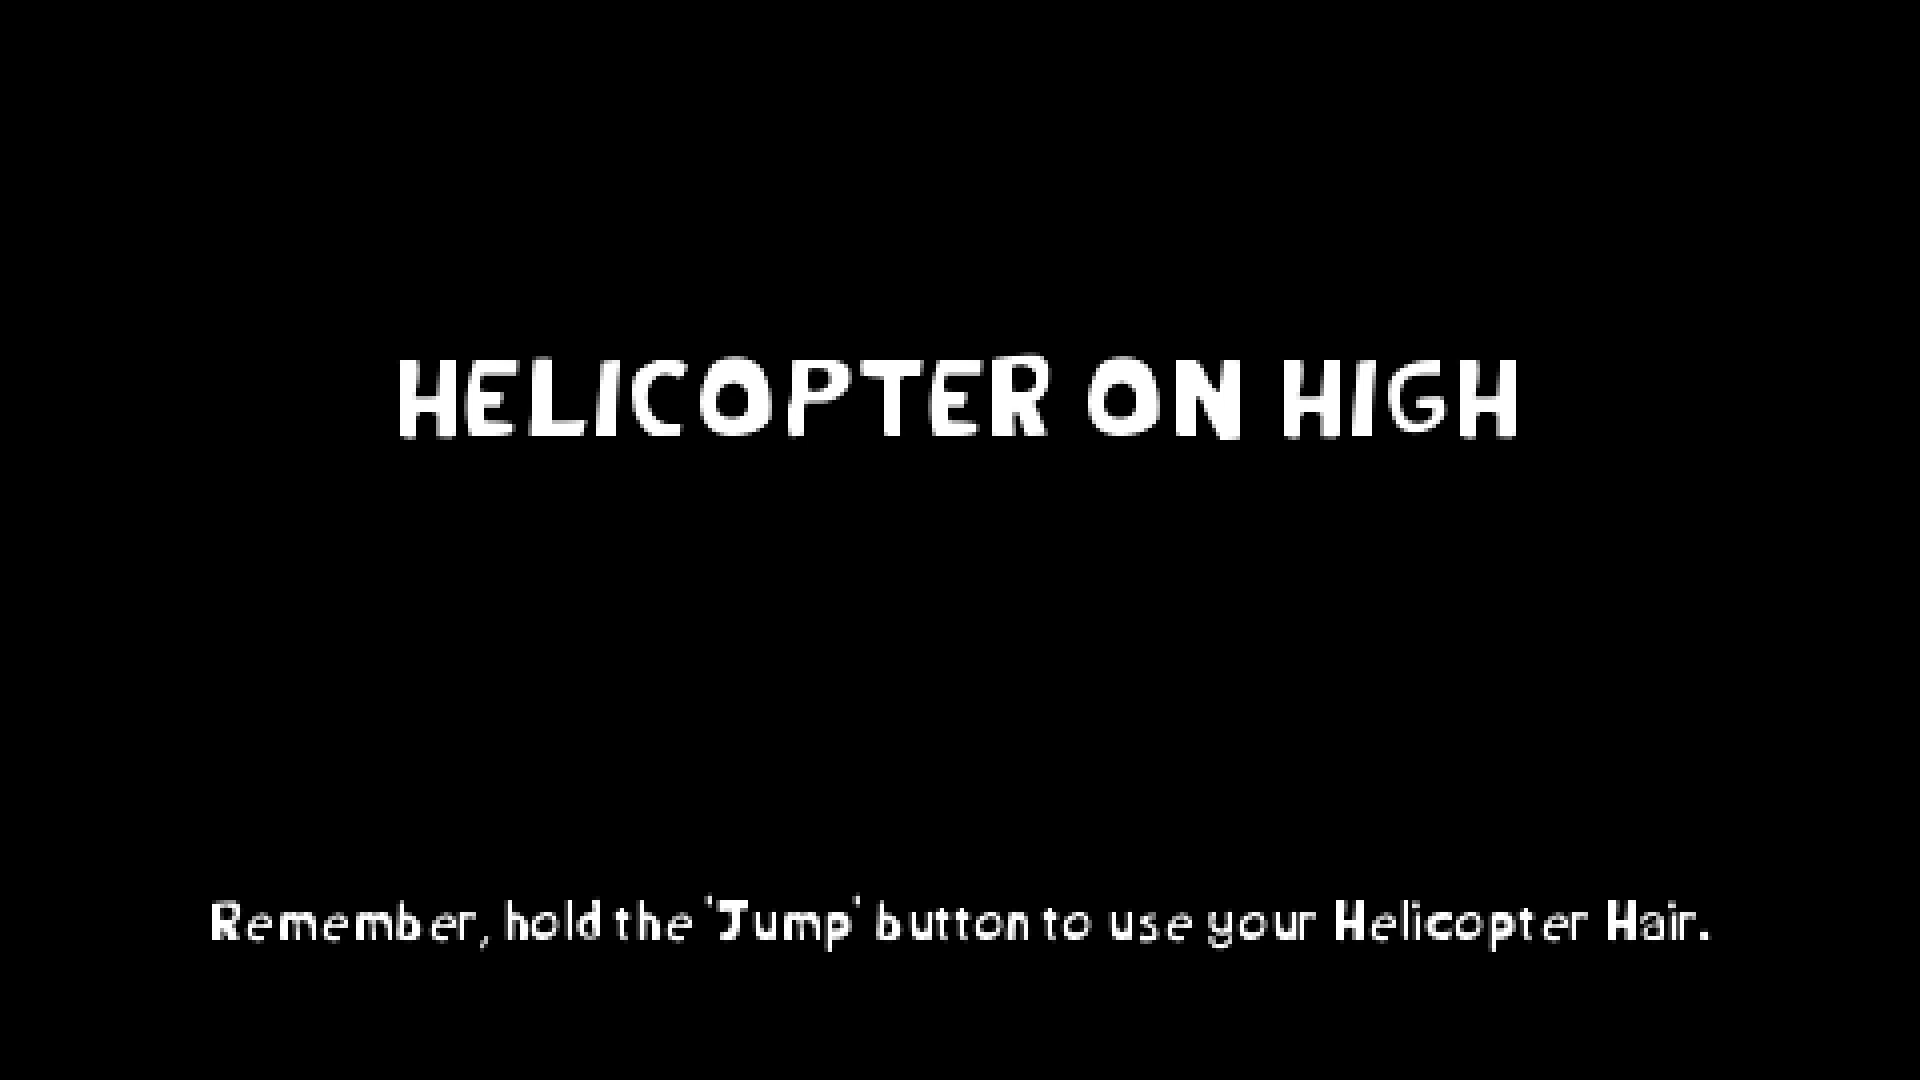 HELICOPTER ON HIGH
Remember, hold the 'Jump' button to use your Helicopter Hair.